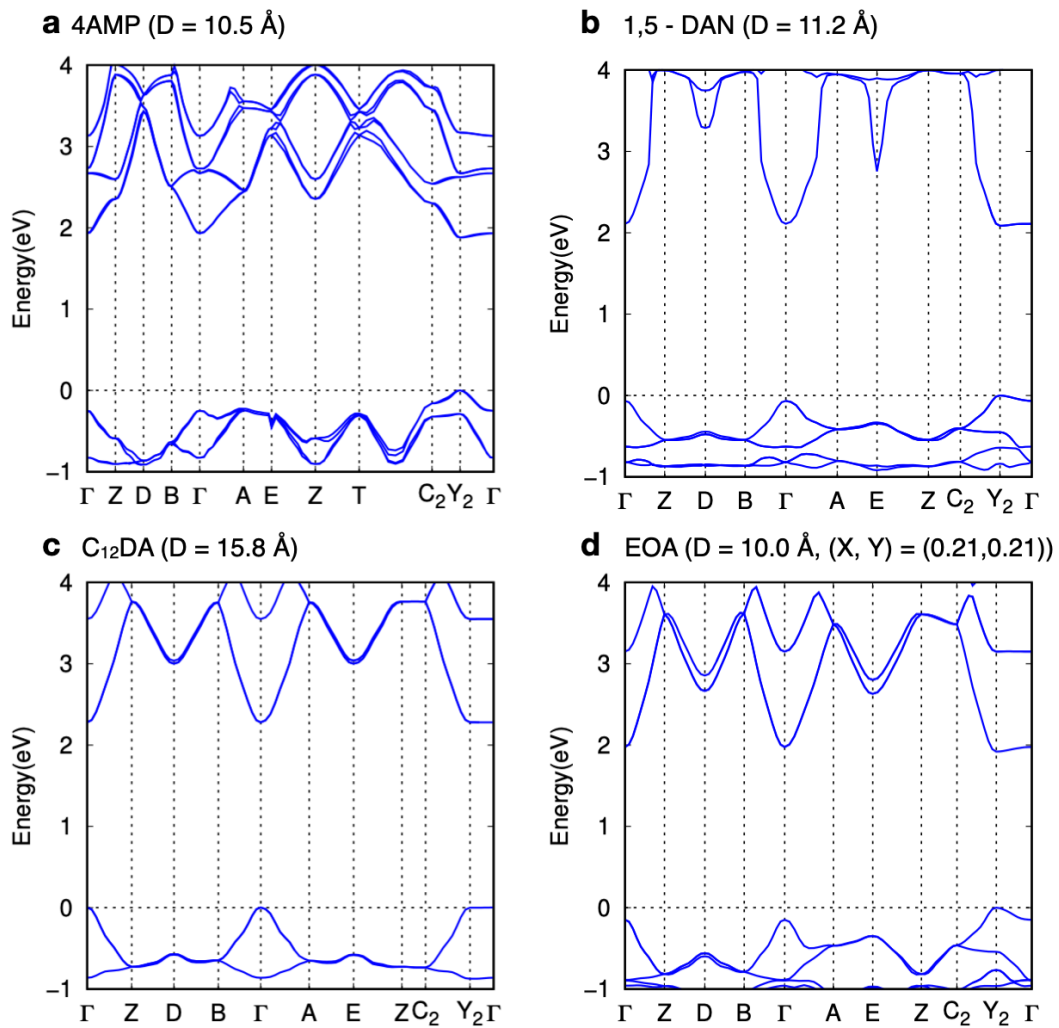 a 4AMP (D = 10.5 Å)
Energy(eV)
4
3
2
1
0
−1
Γ Z D B Γ A E Z T C₂ Y₂ Γ
b 1,5 - DAN (D = 11.2 Å)
Energy(eV)
4
3
2
1
0
−1
Γ Z D B Γ A E Z C₂ Y₂ Γ
c C₁₂DA (D = 15.8 Å)
Energy(eV)
4
3
2
1
0
−1
Γ Z D B Γ A E Z C₂ Y₂ Γ
d EOA (D = 10.0 Å, (X, Y) = (0.21,0.21))
Energy(eV)
4
3
2
1
0
−1
Γ Z D B Γ A E Z C₂ Y₂ Γ